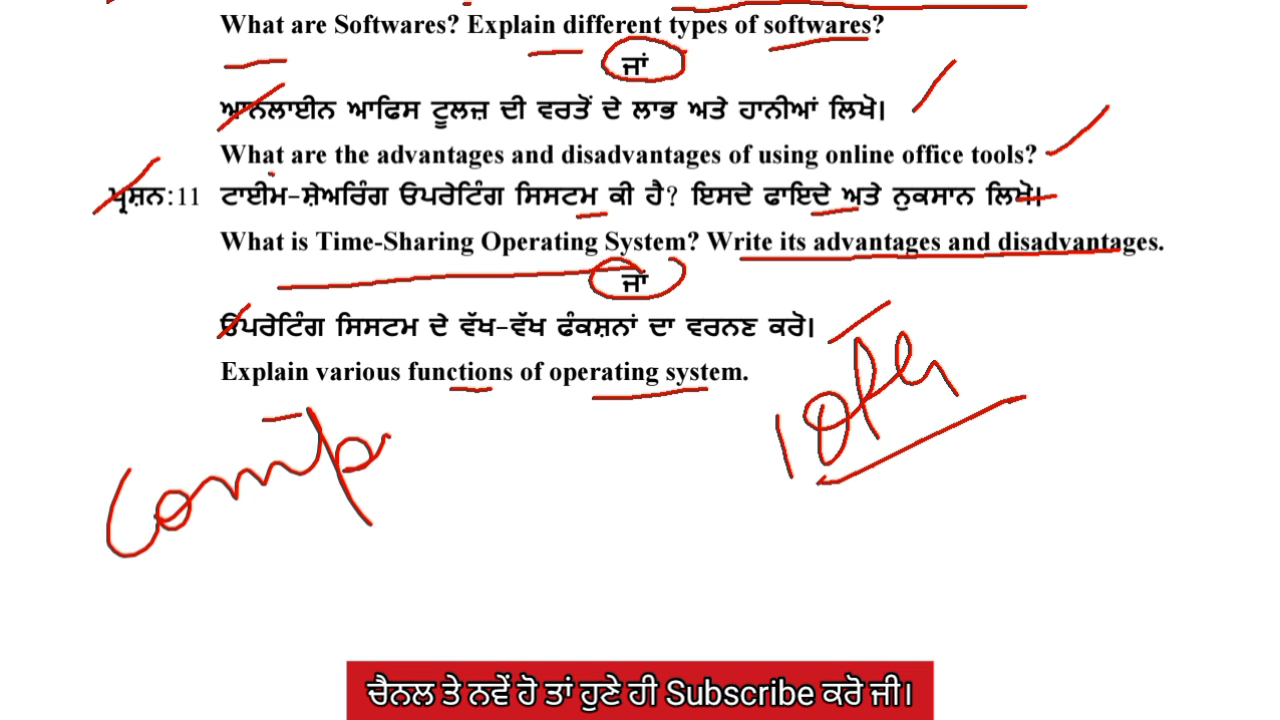 What are Softwares? Explain different types of softwares?
ਜਾਂ
ਆਨਲਾਈਨ ਆਫਿਸ ਟੂਲਜ਼ ਦੀ ਵਰਤੋਂ ਦੇ ਲਾਭ ਅਤੇ ਹਾਨੀਆਂ ਲਿਖੋ।
What are the advantages and disadvantages of using online office tools?
ਪ੍ਰਸ਼ਨ:11 ਟਾਈਮ-ਸ਼ੇਅਰਿੰਗ ਓਪਰੇਟਿੰਗ ਸਿਸਟਮ ਕੀ ਹੈ? ਇਸਦੇ ਫਾਇਦੇ ਅਤੇ ਨੁਕਸਾਨ ਲਿਖੋ।
What is Time-Sharing Operating System? Write its advantages and disadvantages.
ਜਾਂ
ਓਪਰੇਟਿੰਗ ਸਿਸਟਮ ਦੇ ਵੱਖ-ਵੱਖ ਫੰਕਸ਼ਨਾਂ ਦਾ ਵਰਨਣ ਕਰੋ।
Explain various functions of operating system.
Comp
ਚੈਨਲ ਤੇ ਨਵੇਂ ਹੋ ਤਾਂ ਹੁਣੇ ਹੀ Subscribe ਕਰੋ ਜੀ।